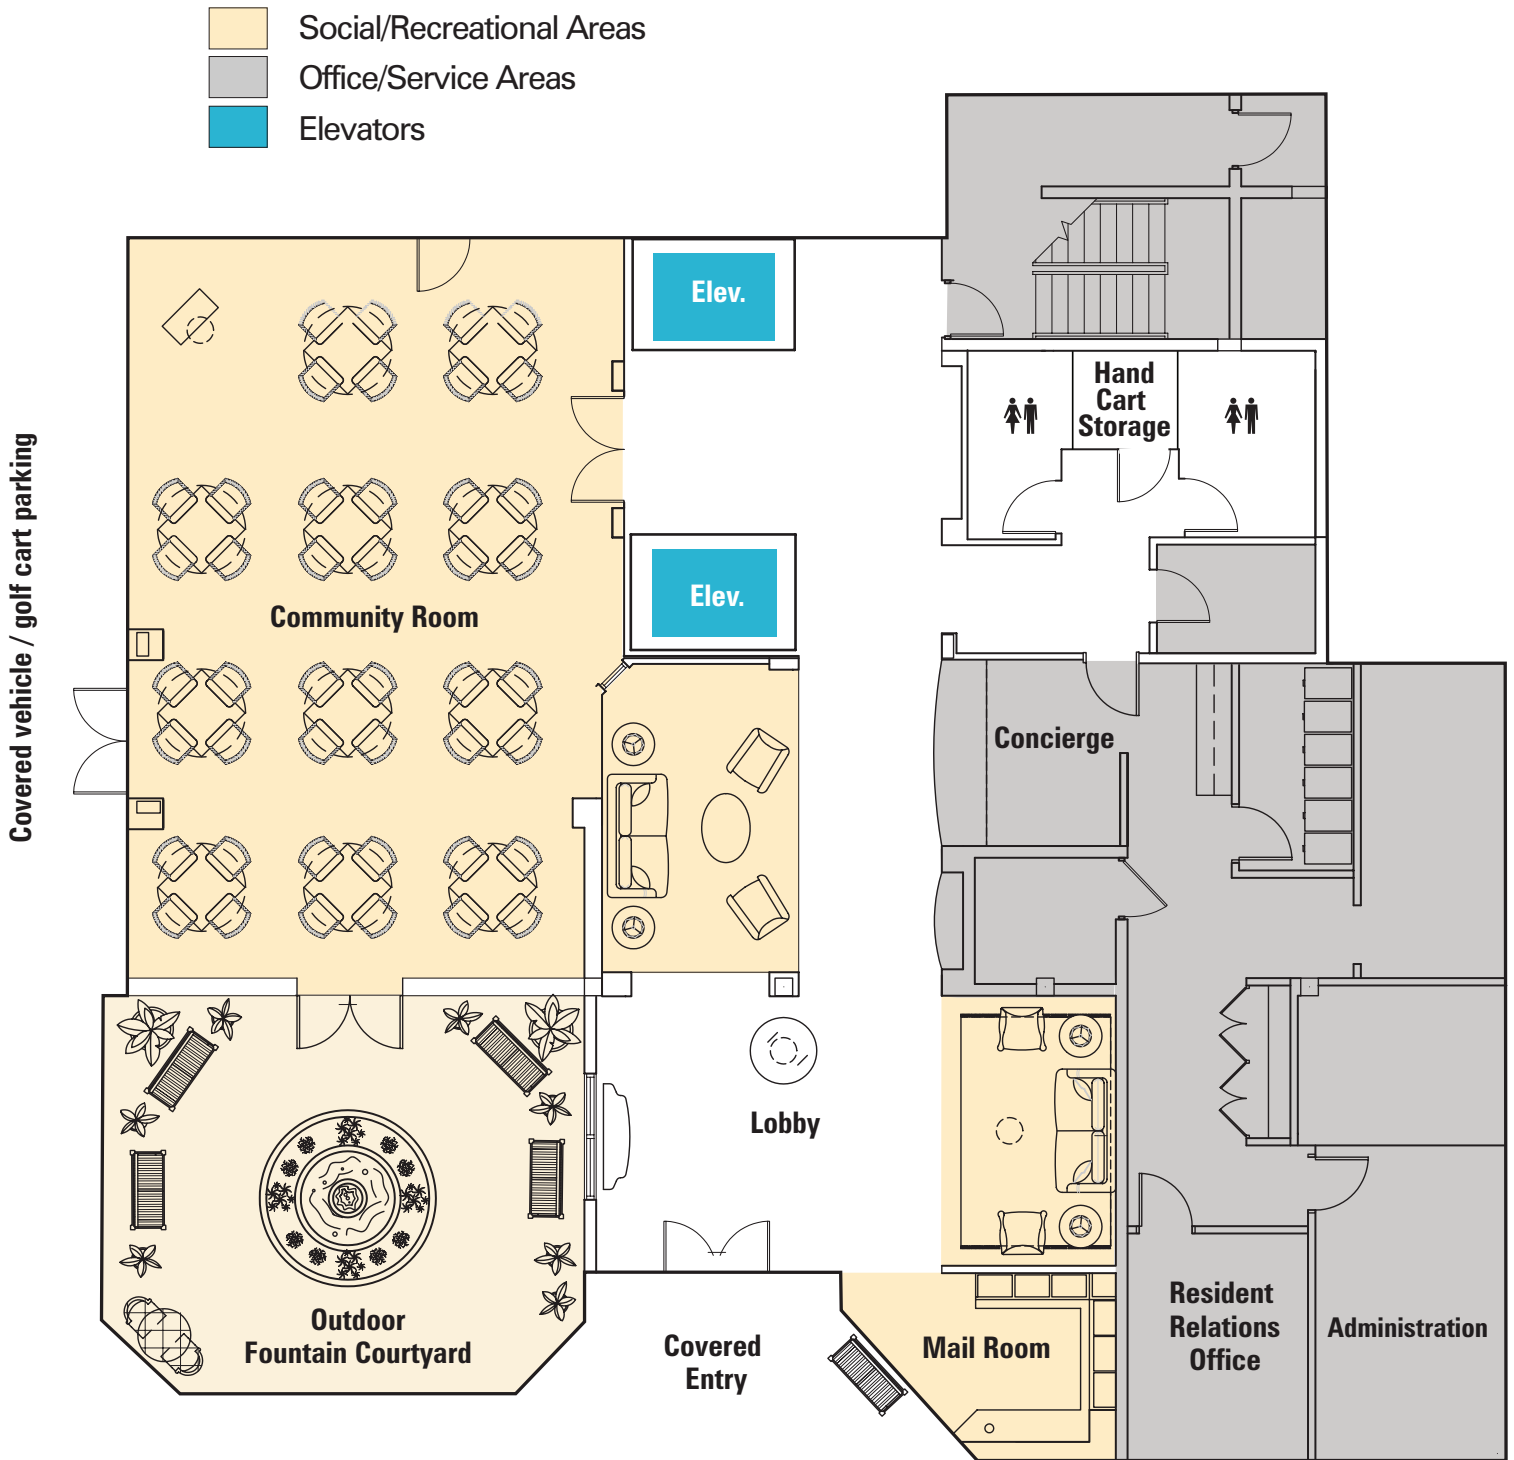 Social/Recreational Areas
Office/Service Areas
Elevators
Elev.
Hand
Cart
Storage
Covered vehicle / golf cart parking
Elev.
Community Room
Concierge
Lobby
Outdoor
Fountain Courtyard
Covered
Entry
Mail Room
Resident
Relations
Office
Administration